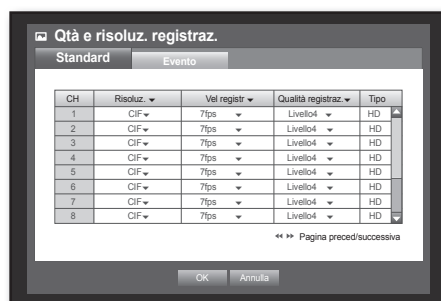 Qtà e risoluz. registraz.
Standard Evento
CH Risoluz. Vel registr Qualità registraz. Tipo
1 CIF 7fps Livello4 HD
2 CIF 7fps Livello4 HD
3 CIF 7fps Livello4 HD
4 CIF 7fps Livello4 HD
5 CIF 7fps Livello4 HD
6 CIF 7fps Livello4 HD
7 CIF 7fps Livello4 HD
8 CIF 7fps Livello4 HD
Pagina preced/successiva
OK Annulla